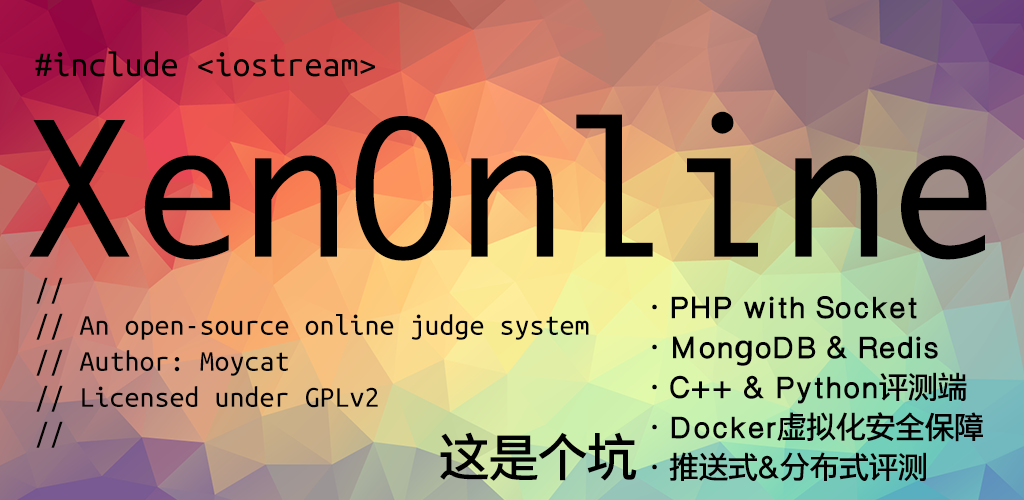 #include <iostream>
XenOnline
//
// An open-source online judge system
// Author: Moycat
// Licensed under GPLv2
//
这是个坑
· PHP with Socket
· MongoDB & Redis
· C++ & Python评测端
· Docker虚拟化安全保障
· 推送式&分布式评测